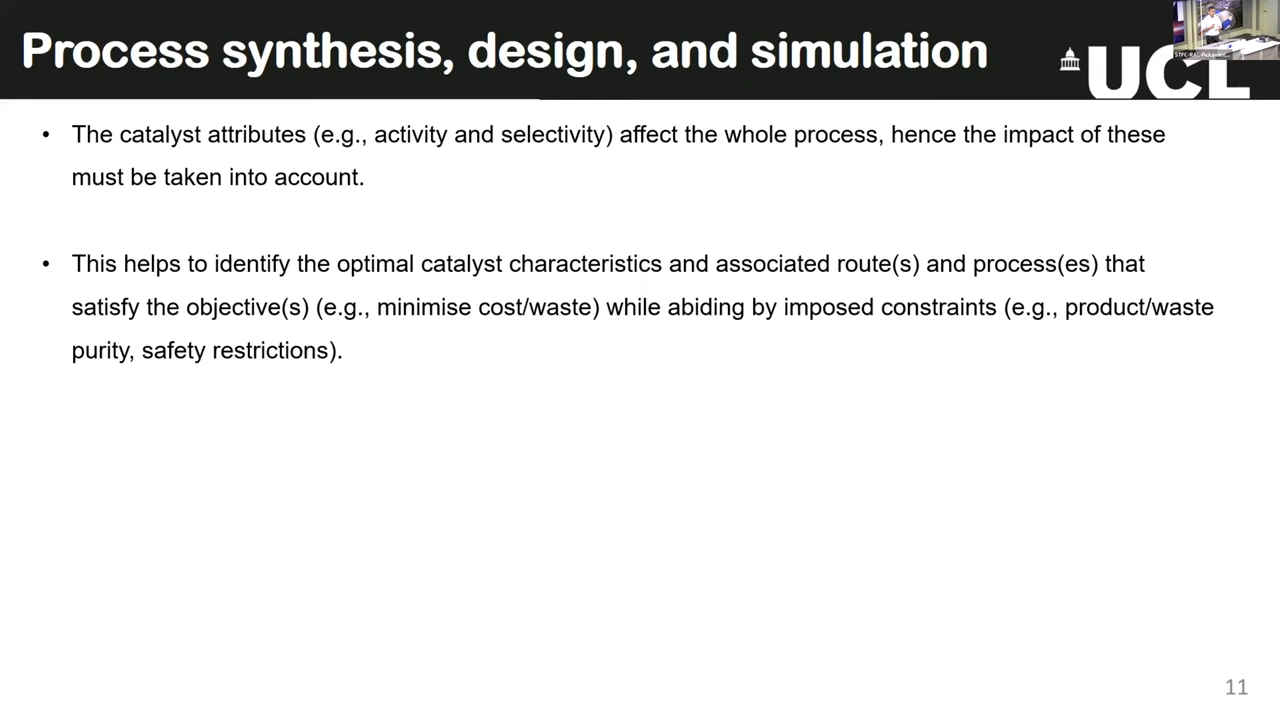 Process synthesis, design, and simulation
UCL
• The catalyst attributes (e.g., activity and selectivity) affect the whole process, hence the impact of these
must be taken into account.
• This helps to identify the optimal catalyst characteristics and associated route(s) and process(es) that
satisfy the objective(s) (e.g., minimise cost/waste) while abiding by imposed constraints (e.g., product/waste
purity, safety restrictions).
11